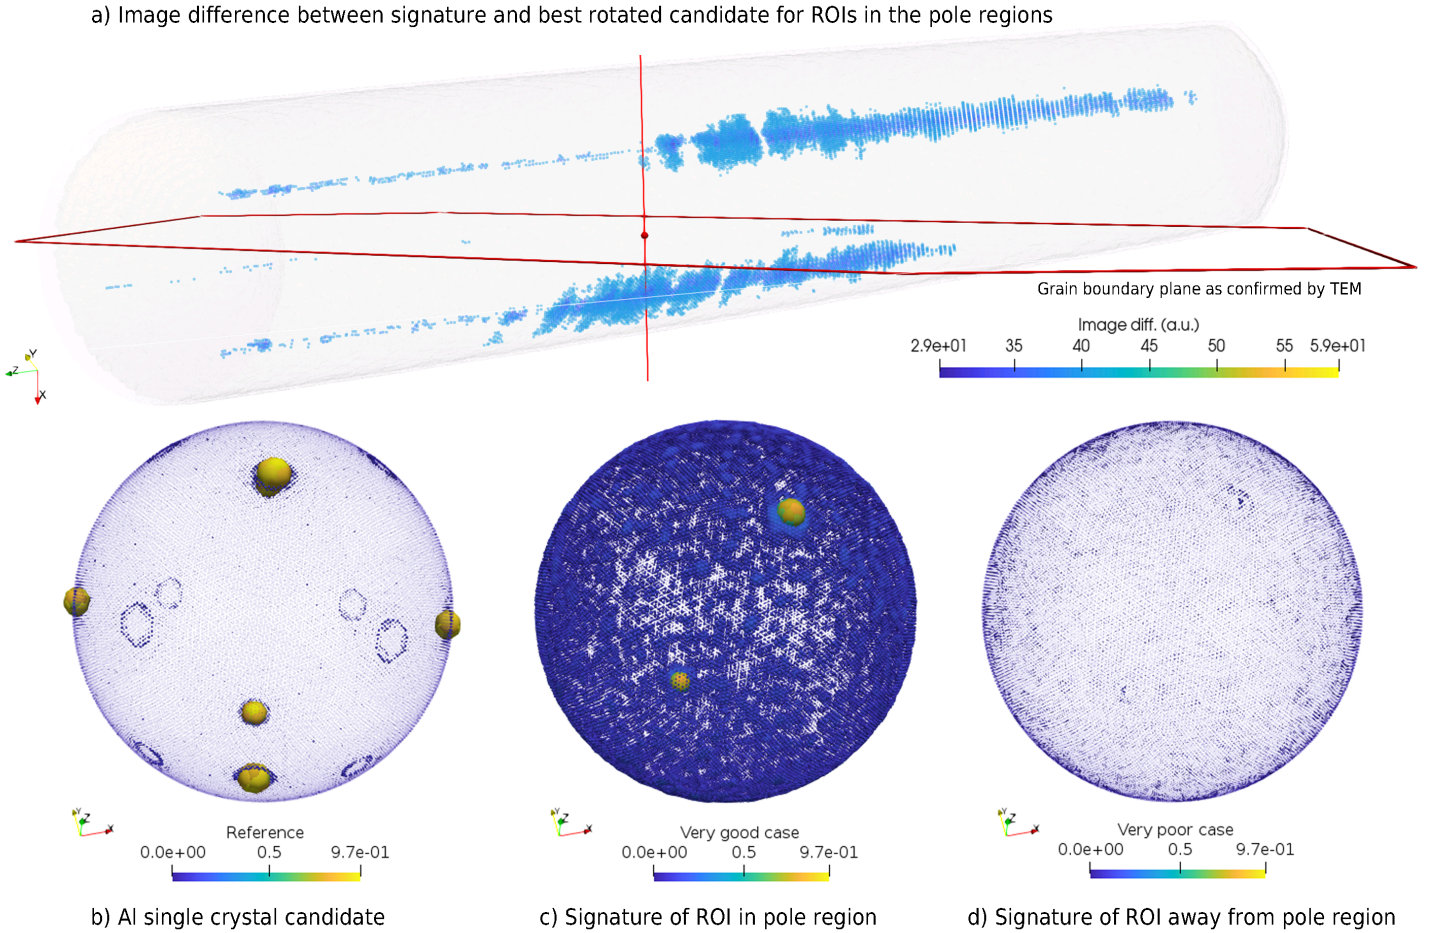 a) Image difference between signature and best rotated candidate for ROIs in the pole regions
Grain boundary plane as confirmed by TEM
Image diff. (a.u.)
2.9e+01 35 40 45 50 55 5.9e+01
Y
Z
X
Y Z X
Reference
0.0e+00 0.5 9.7e-01
Y Z X
Very good case
0.0e+00 0.5 9.7e-01
Y Z X
Very poor case
0.0e+00 0.5 9.7e-01
b) Al single crystal candidate
c) Signature of ROI in pole region
d) Signature of ROI away from pole region